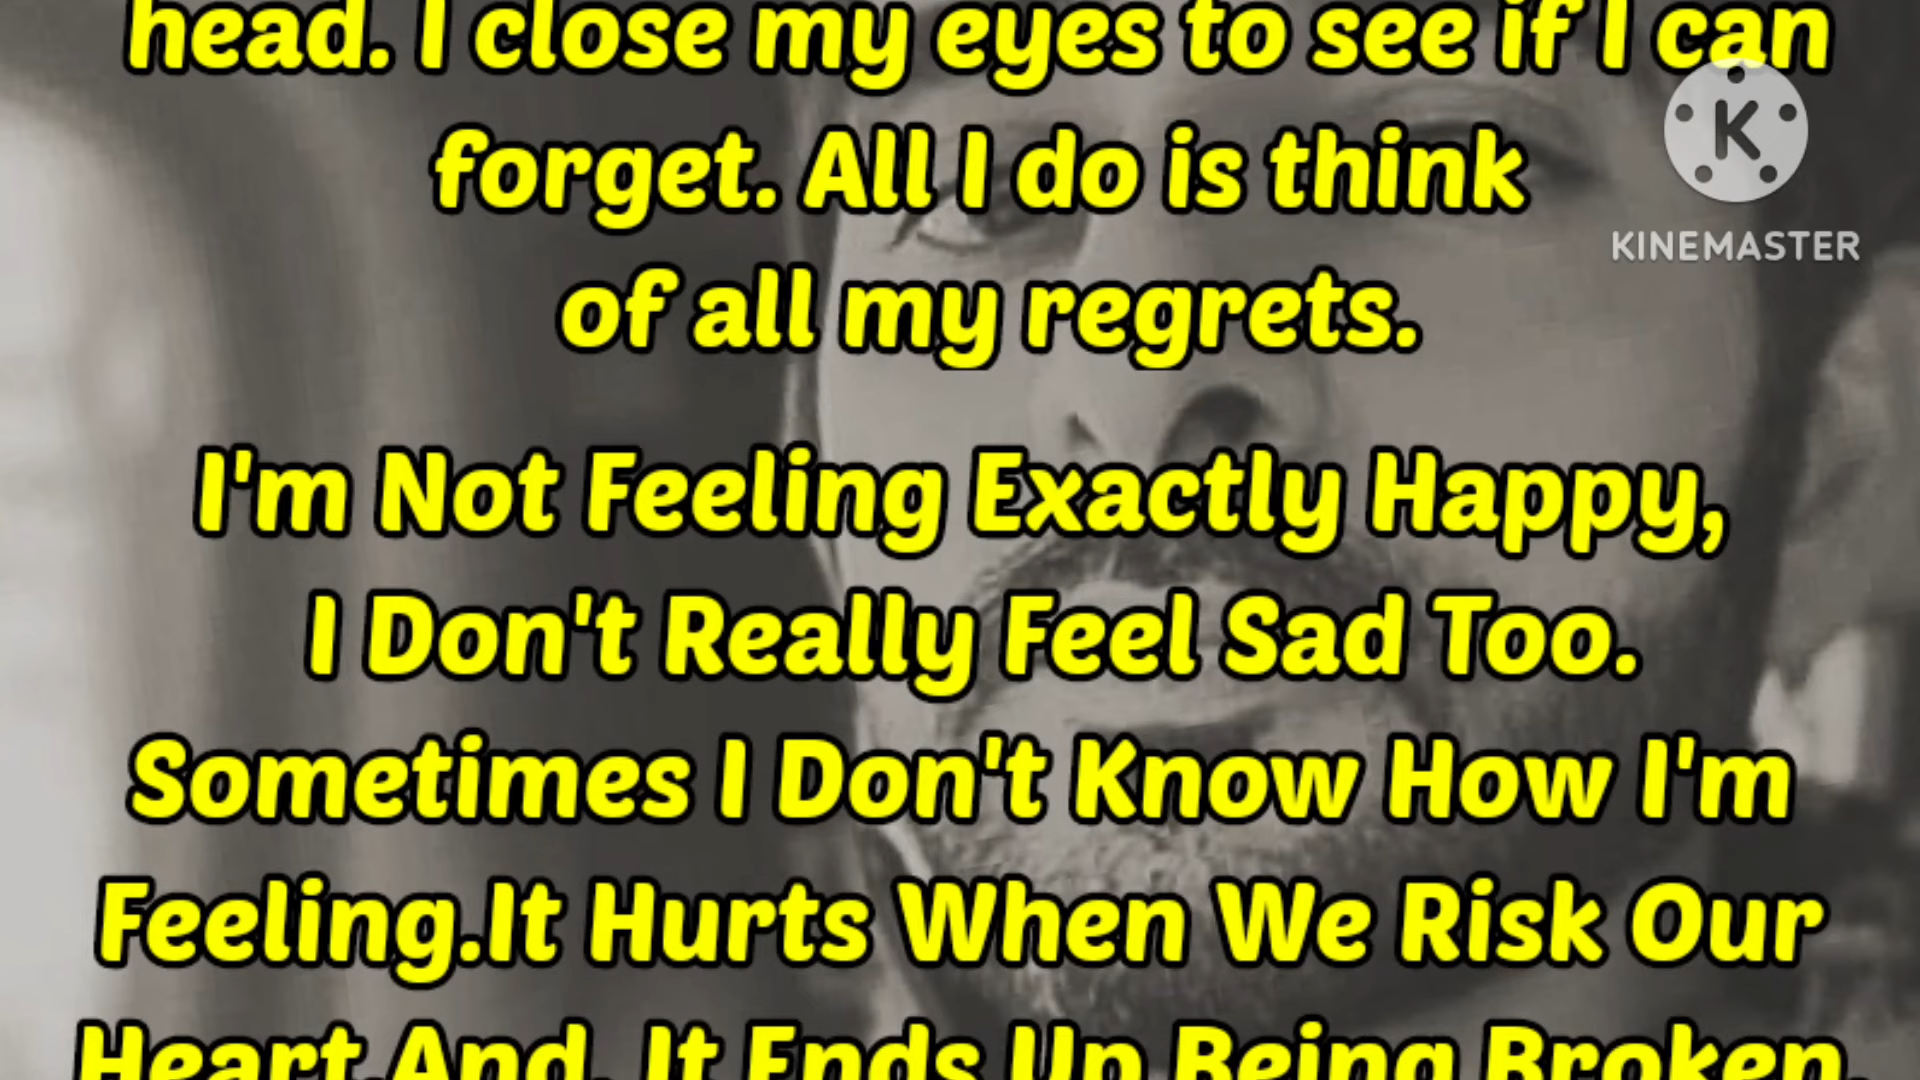 head. I close my eyes to see if I can
forget. All I do is think
of all my regrets.
I'm Not Feeling Exactly Happy,
I Don't Really Feel Sad Too.
Sometimes I Don't Know How I'm
Feeling.It Hurts When We Risk Our
Heart.And. It Ends Up Being Broken.
K
KINEMASTER